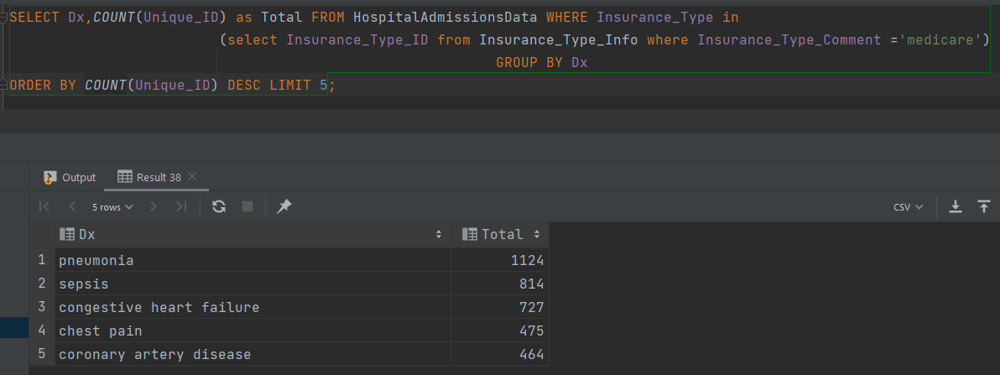 SELECT Dx,COUNT(Unique_ID) as Total FROM HospitalAdmissionsData WHERE Insurance_Type in
(select Insurance_Type_ID from Insurance_Type_Info where Insurance_Type_Comment ='medicare')
GROUP BY Dx
ORDER BY COUNT(Unique_ID) DESC LIMIT 5;
Output Result 38
5 rows CSV
Dx Total
1 pneumonia 1124
2 sepsis 814
3 congestive heart failure 727
4 chest pain 475
5 coronary artery disease 464